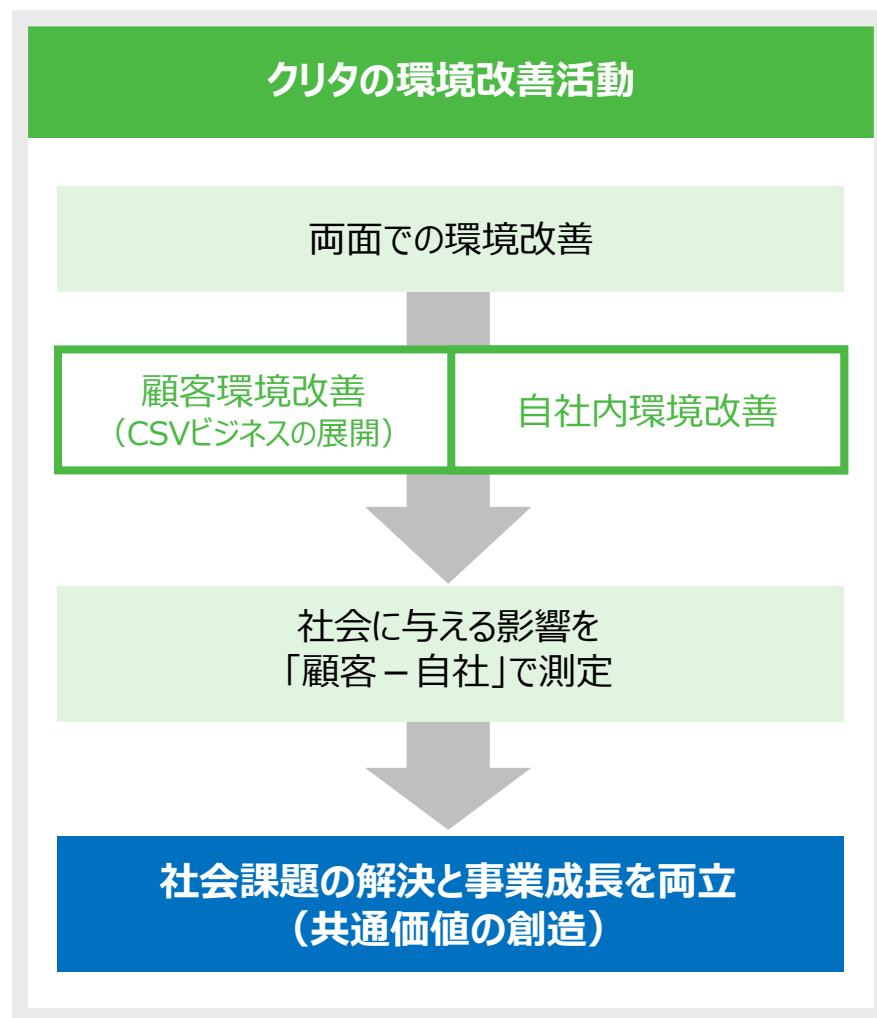 クリタの環境改善活動
両面での環境改善
顧客環境改善
（CSVビジネスの展開）
自社内環境改善
社会に与える影響を
「顧客 – 自社」で測定
社会課題の解決と事業成長を両立
（共通価値の創造）